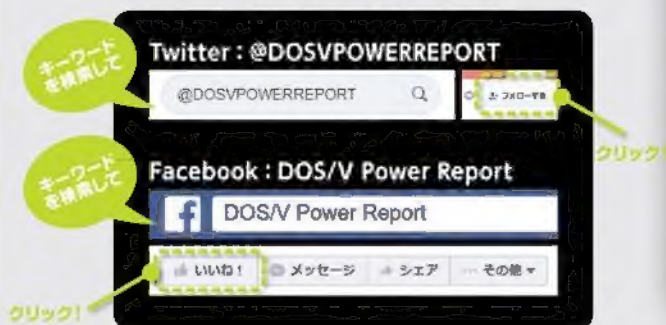 キーワード
を検索して
Twitter : @DOSVPOWERREPORT
@DOSVPOWERREPORT
フォローする
クリック!
キーワード
を検索して
Facebook : DOS/V Power Report
f DOS/V Power Report
いいね! メッセージ シェア … その他
クリック!